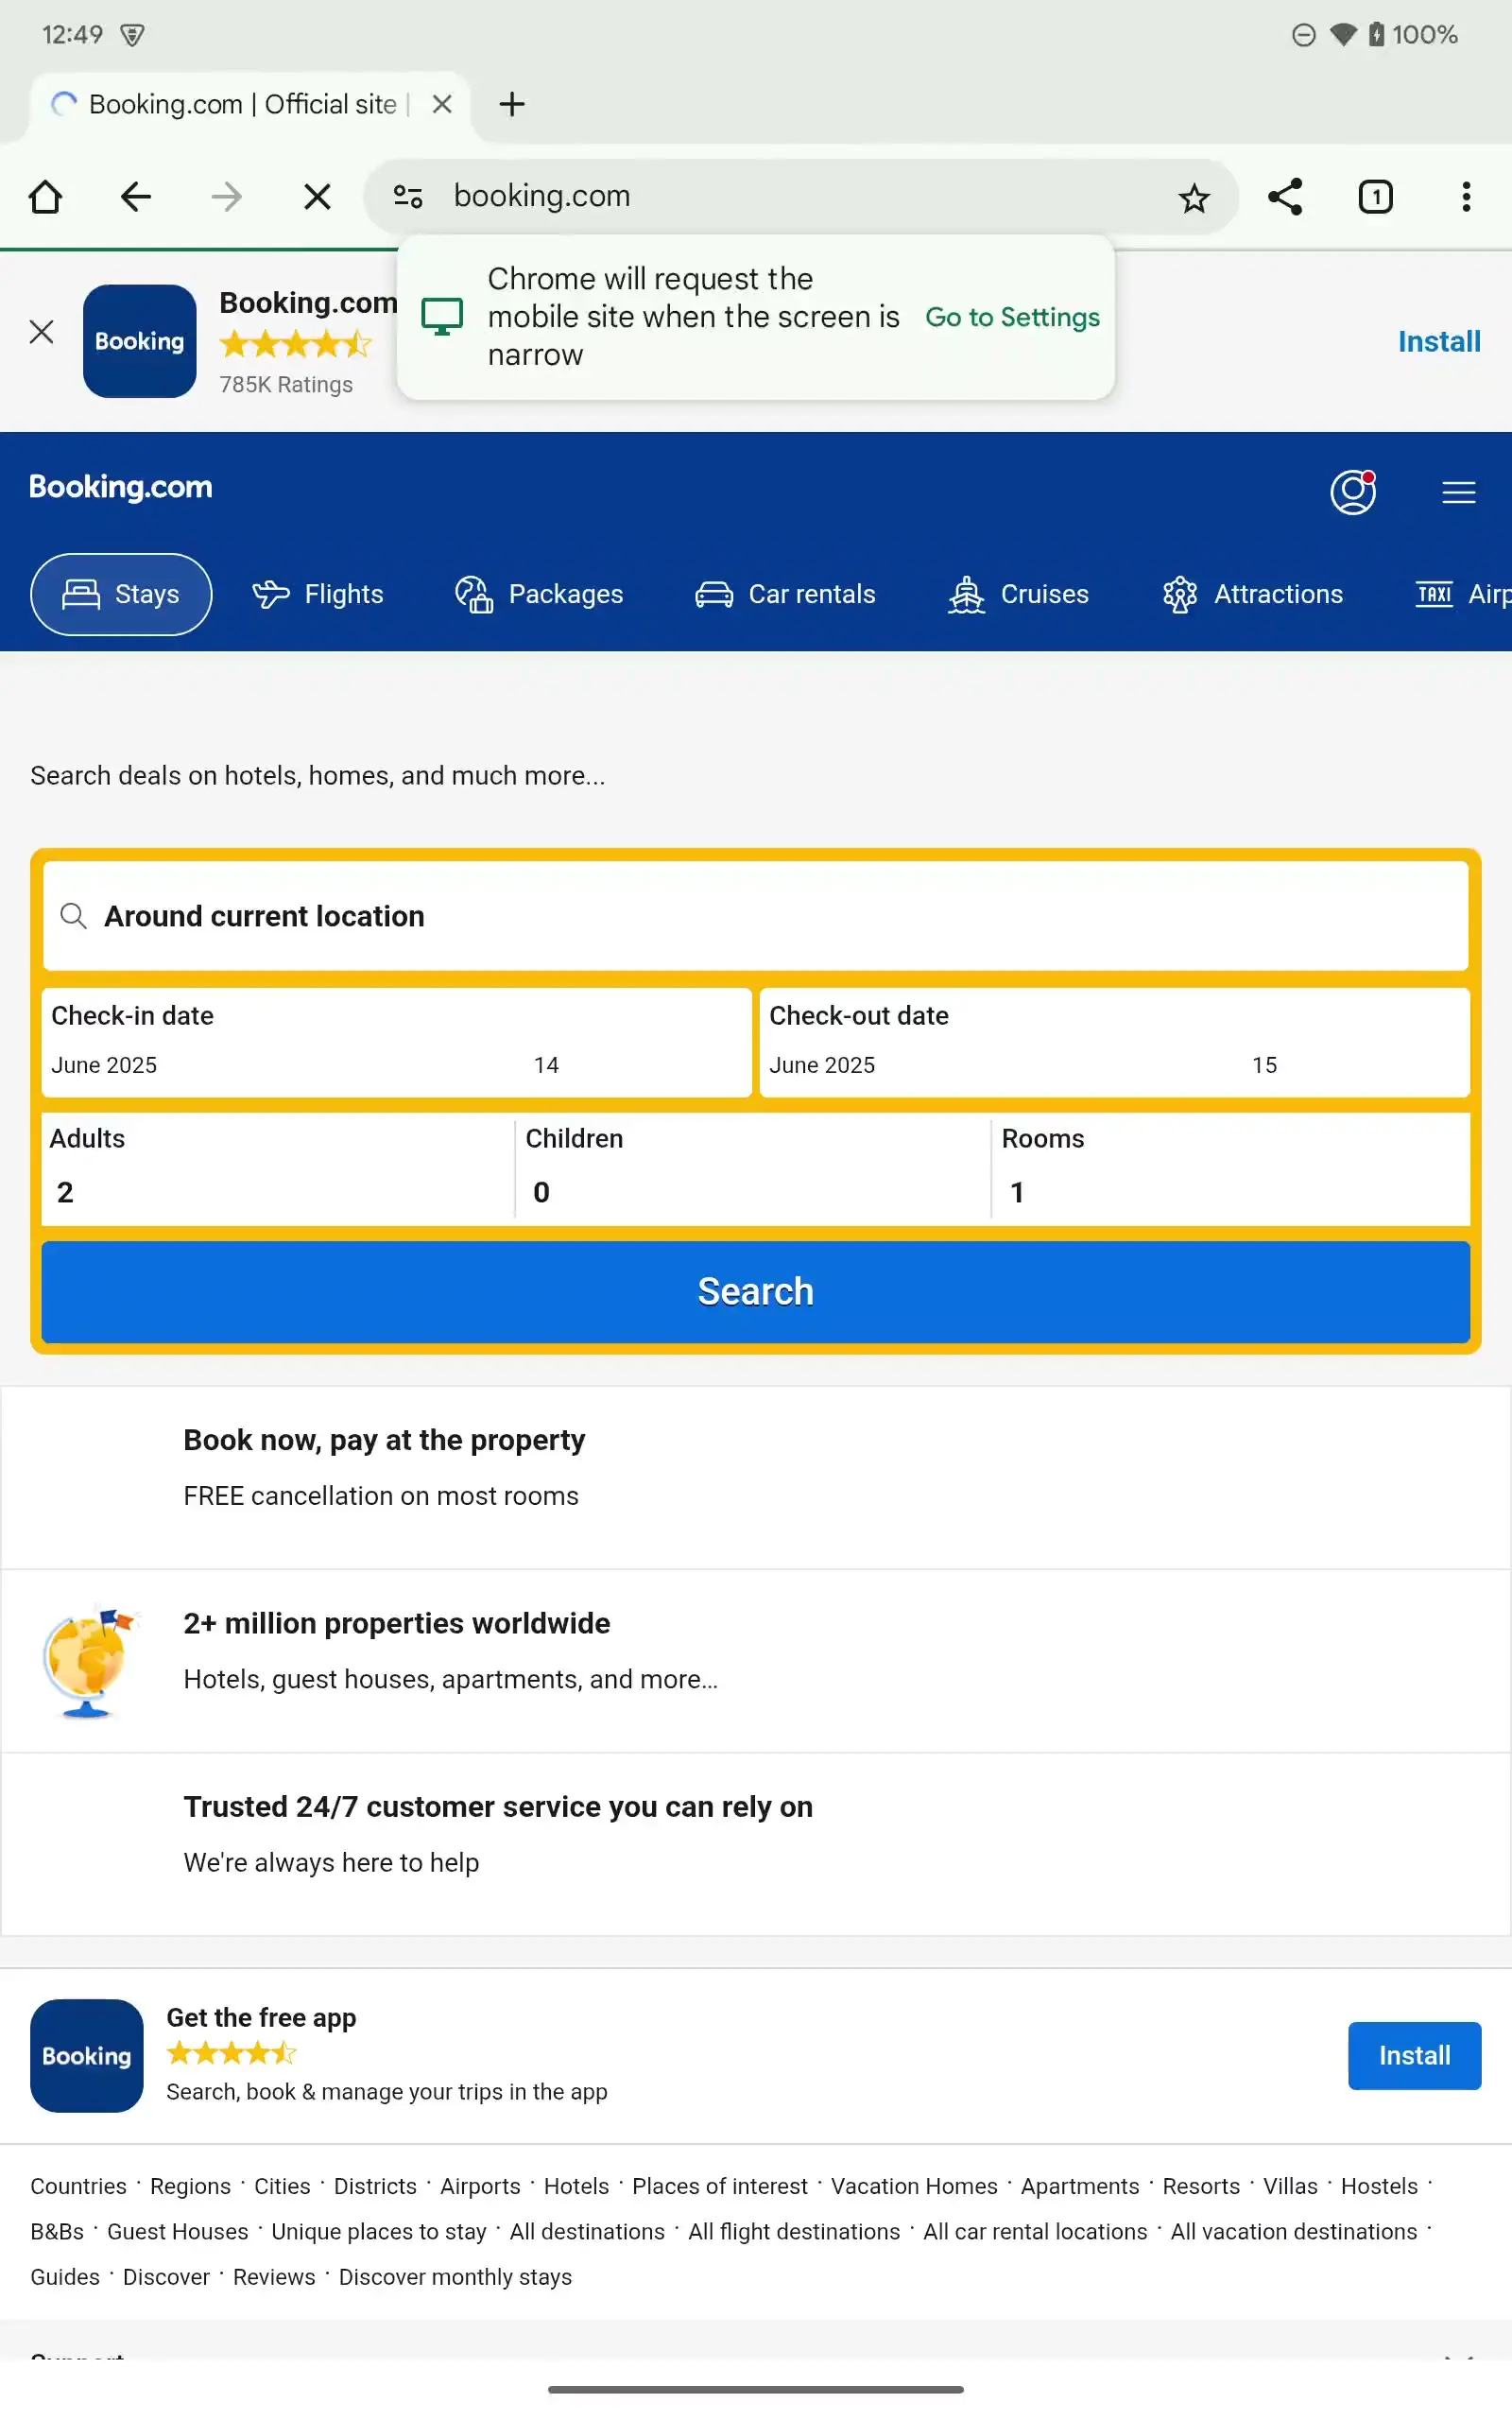 12:49
100%
Booking.com | Official site |
booking.com
1
Chrome will request the
mobile site when the screen is
narrow
Go to Settings
Booking
Booking.com
785K Ratings
Install
Booking.com
Stays
Flights
Packages
Car rentals
Cruises
Attractions
TAXI
Airp
Search deals on hotels, homes, and much more...
Around current location
Check-in date
June 2025
14
Check-out date
June 2025
15
Adults
2
Children
0
Rooms
1
Search
Book now, pay at the property
FREE cancellation on most rooms
2+ million properties worldwide
Hotels, guest houses, apartments, and more…
Trusted 24/7 customer service you can rely on
We're always here to help
Booking
Get the free app
Search, book & manage your trips in the app
Install
Countries · Regions · Cities · Districts · Airports · Hotels · Places of interest · Vacation Homes · Apartments · Resorts · Villas · Hostels ·
B&Bs · Guest Houses · Unique places to stay · All destinations · All flight destinations · All car rental locations · All vacation destinations ·
Guides · Discover · Reviews · Discover monthly stays